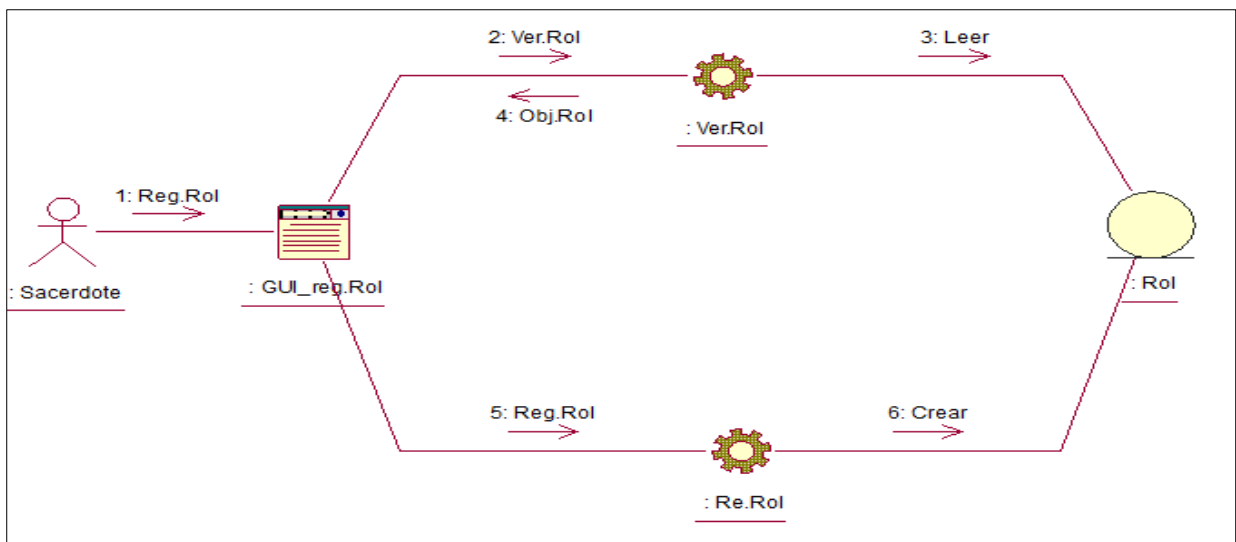 2: Ver.Rol
3: Leer
4: Obj.Rol
: Ver.Rol
1: Reg.Rol
: Sacerdote
: GUI_reg.Rol
: Rol
5: Reg.Rol
6: Crear
: Re.Rol